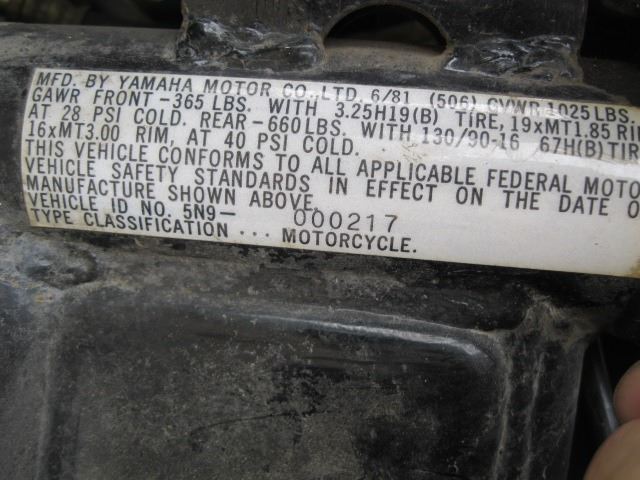 MFD. BY YAMAHA MOTOR CO., LTD. 6/81 (506) GVWR 1025 LBS.
GAWR FRONT-365 LBS. WITH 3.25H19(B) TIRE, 19xMT1.85 RI
AT 28 PSI COLD. REAR-660 LBS. WITH 130/90-16 67H(B) TIR
16xMT3.00 RIM, AT 40 PSI COLD.
THIS VEHICLE CONFORMS TO ALL APPLICABLE FEDERAL MOTO
VEHICLE SAFETY STANDARDS IN EFFECT ON THE DATE O
MANUFACTURE SHOWN ABOVE.
VEHICLE ID NO. 5N9- 000217
TYPE CLASSIFICATION ... MOTORCYCLE.